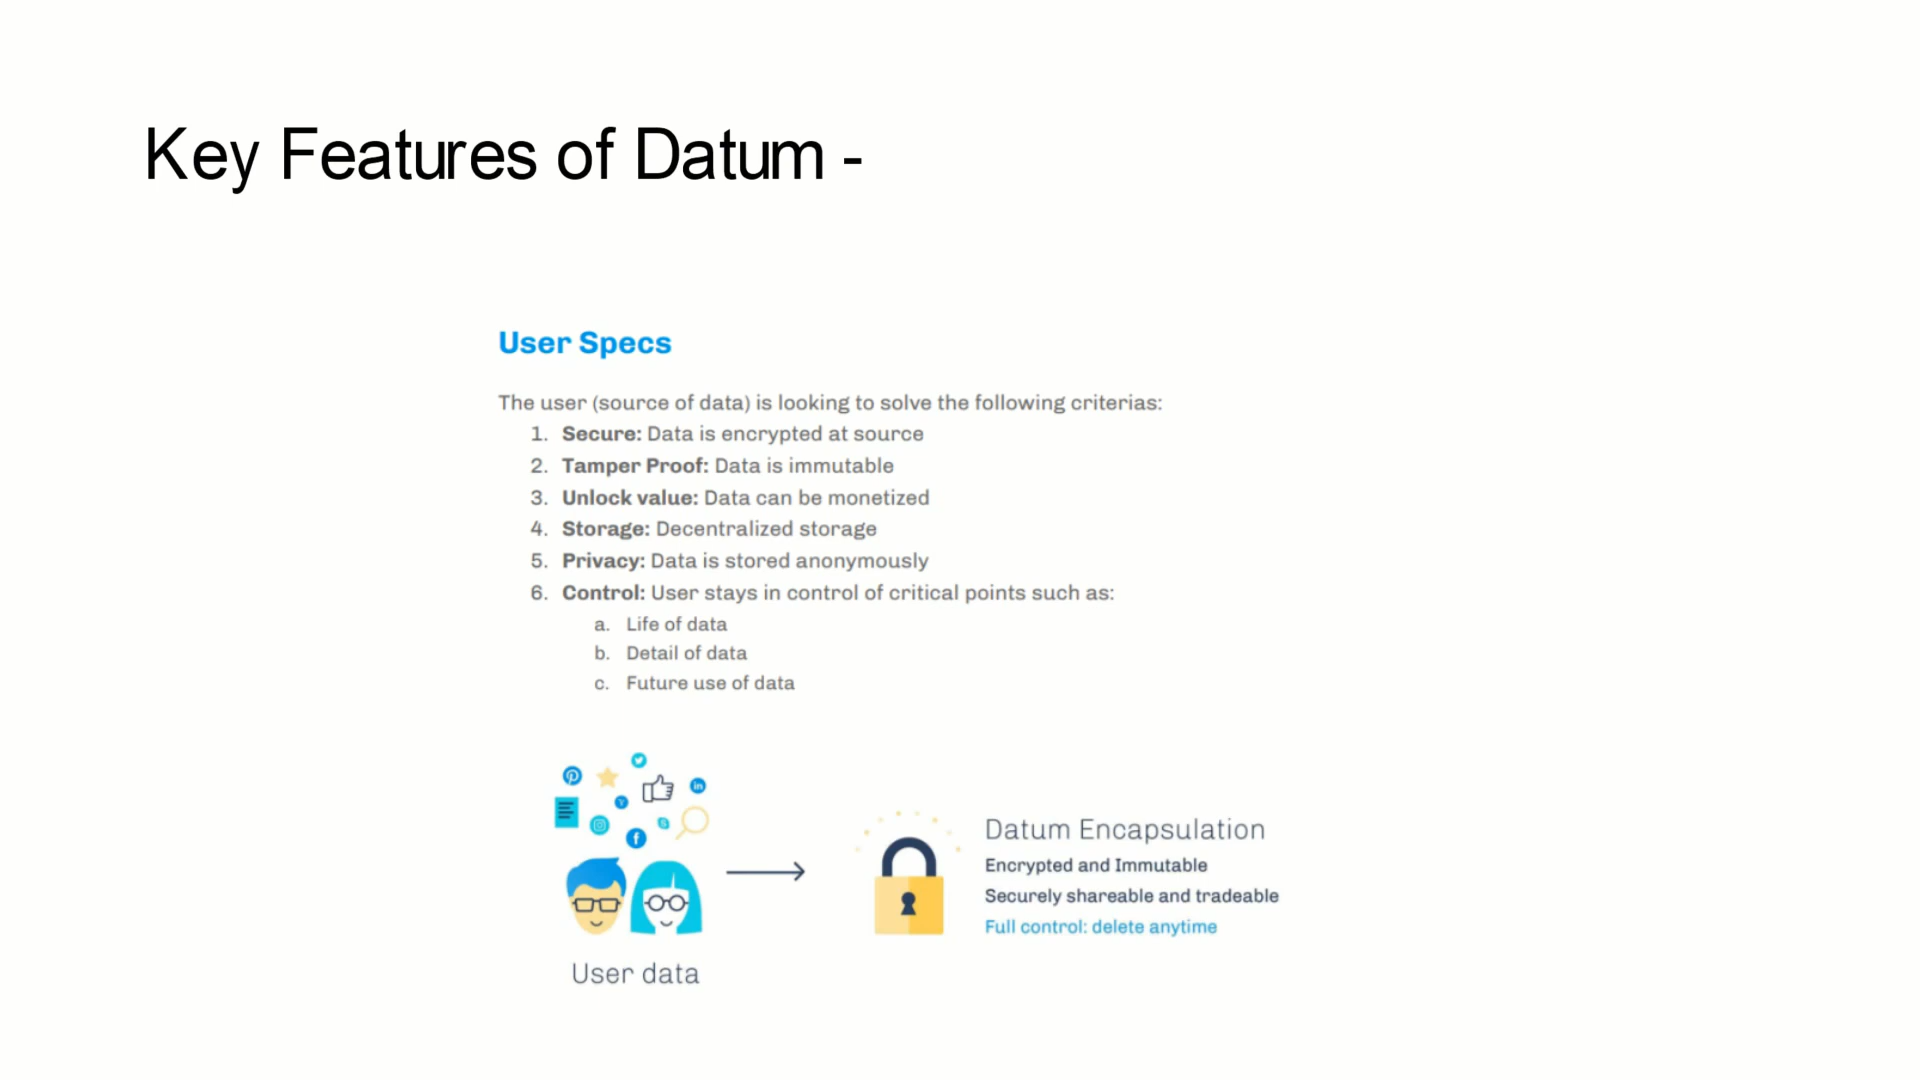 Key Features of Datum -
User Specs
The user (source of data) is looking to solve the following criterias:
1. Secure: Data is encrypted at source
2. Tamper Proof: Data is immutable
3. Unlock value: Data can be monetized
4. Storage: Decentralized storage
5. Privacy: Data is stored anonymously
6. Control: User stays in control of critical points such as:
a. Life of data
b. Detail of data
c. Future use of data
Datum Encapsulation
Encrypted and Immutable
Securely shareable and tradeable
Full control: delete anytime
User data